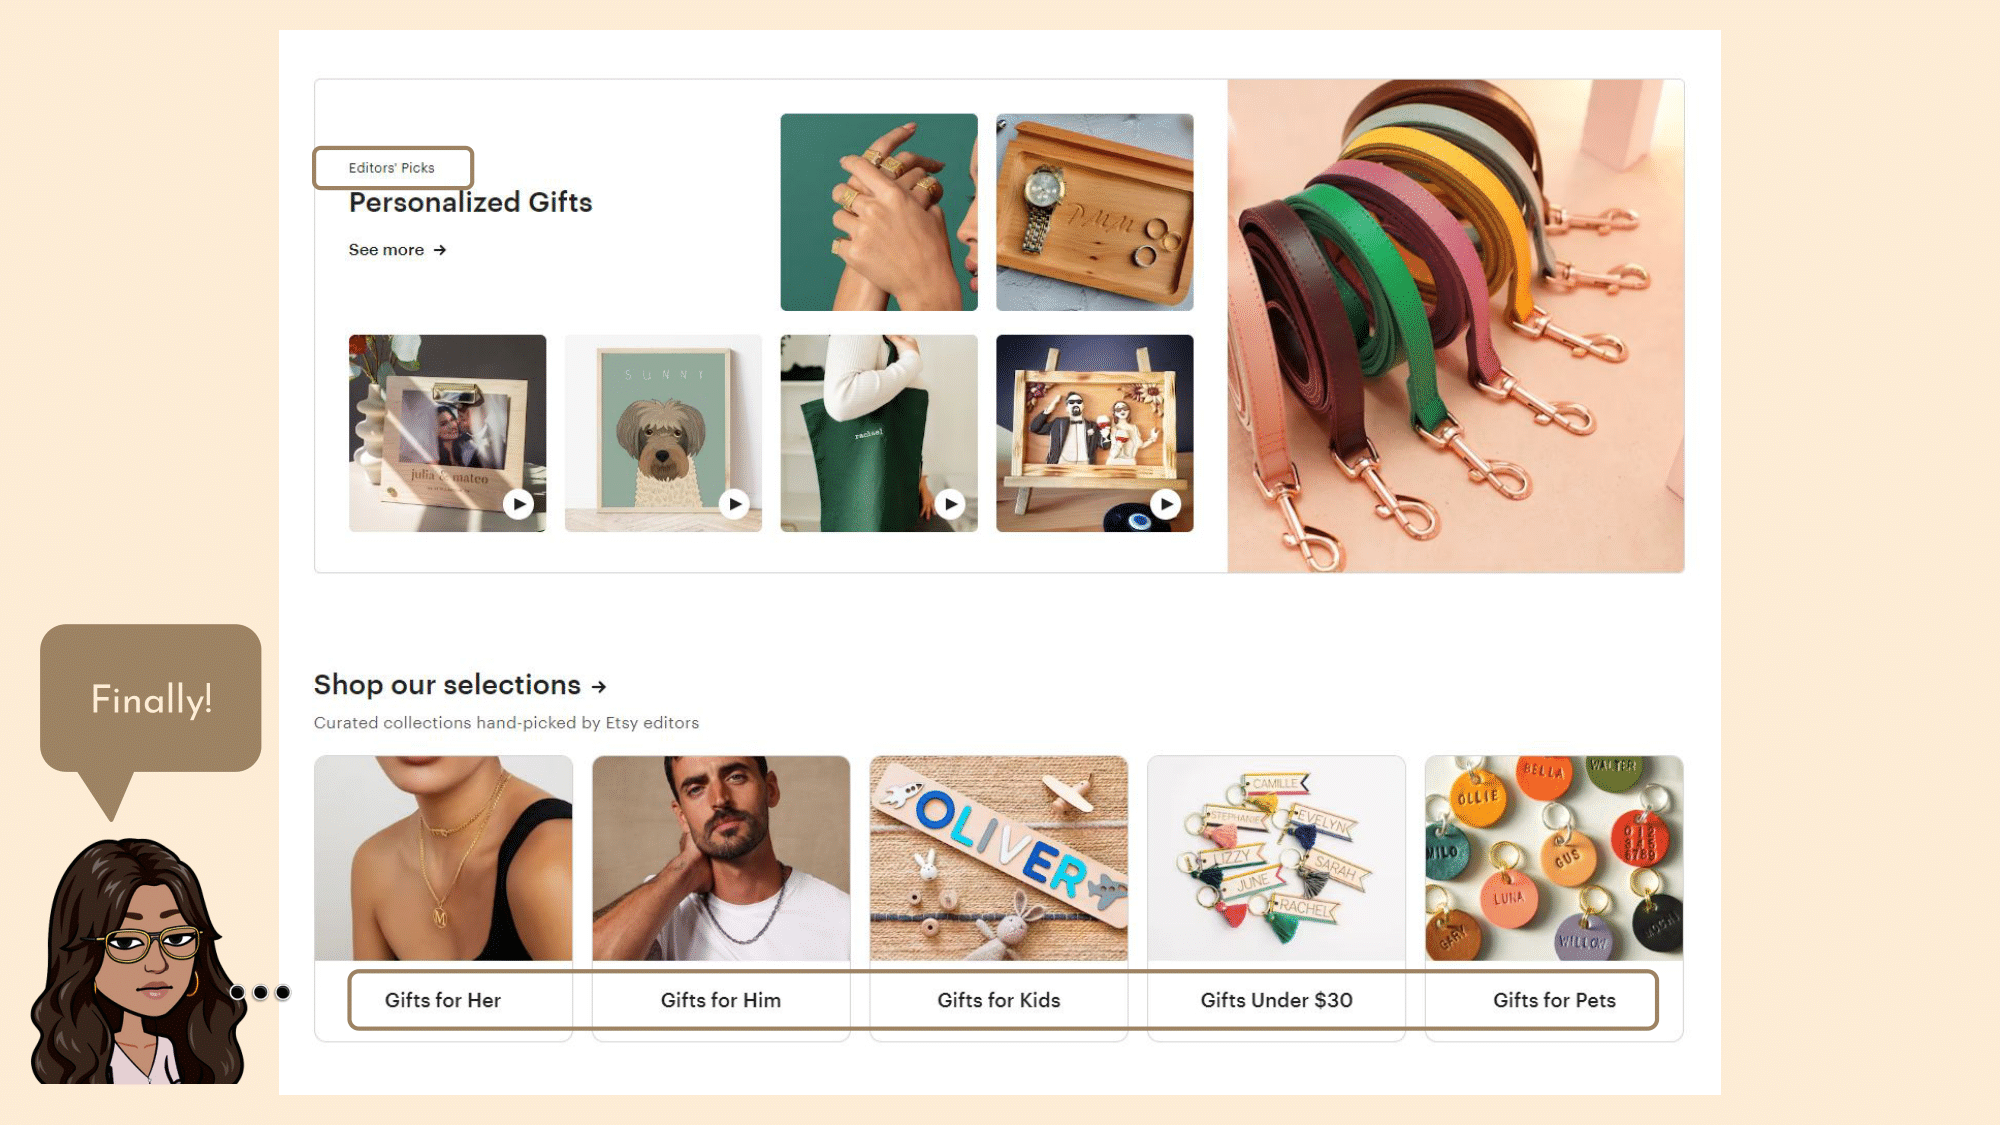 Editors' Picks
Personalized Gifts
See more →
SUNNY
julia & mateo
rachael
Finally!
Shop our selections →
Curated collections hand-picked by Etsy editors
M
OLIVER
CAMILLE
STEPHANIE
EVELYN
LIZZY
SARAH
JUNE
RACHEL
BELLA
WALTER
OLLIE
MILO
GUS
LUNA
GARY
WILLOW
Gifts for Her
Gifts for Him
Gifts for Kids
Gifts Under $30
Gifts for Pets